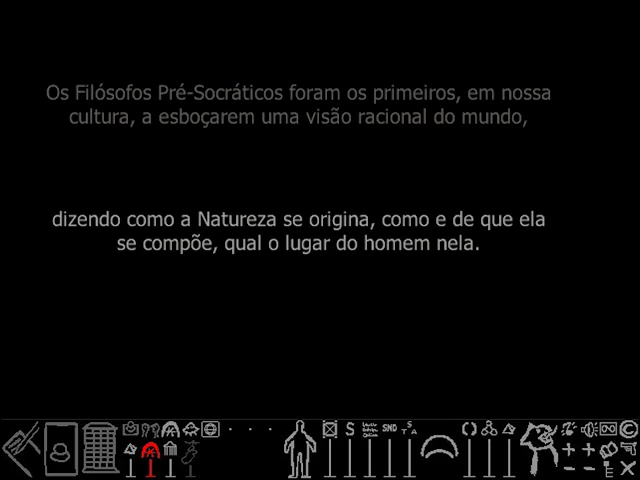 Os Filósofos Pré-Socráticos foram os primeiros, em nossa
cultura, a esboçarem uma visão racional do mundo,
dizendo como a Natureza se origina, como e de que ela
se compõe, qual o lugar do homem nela.
S
SND